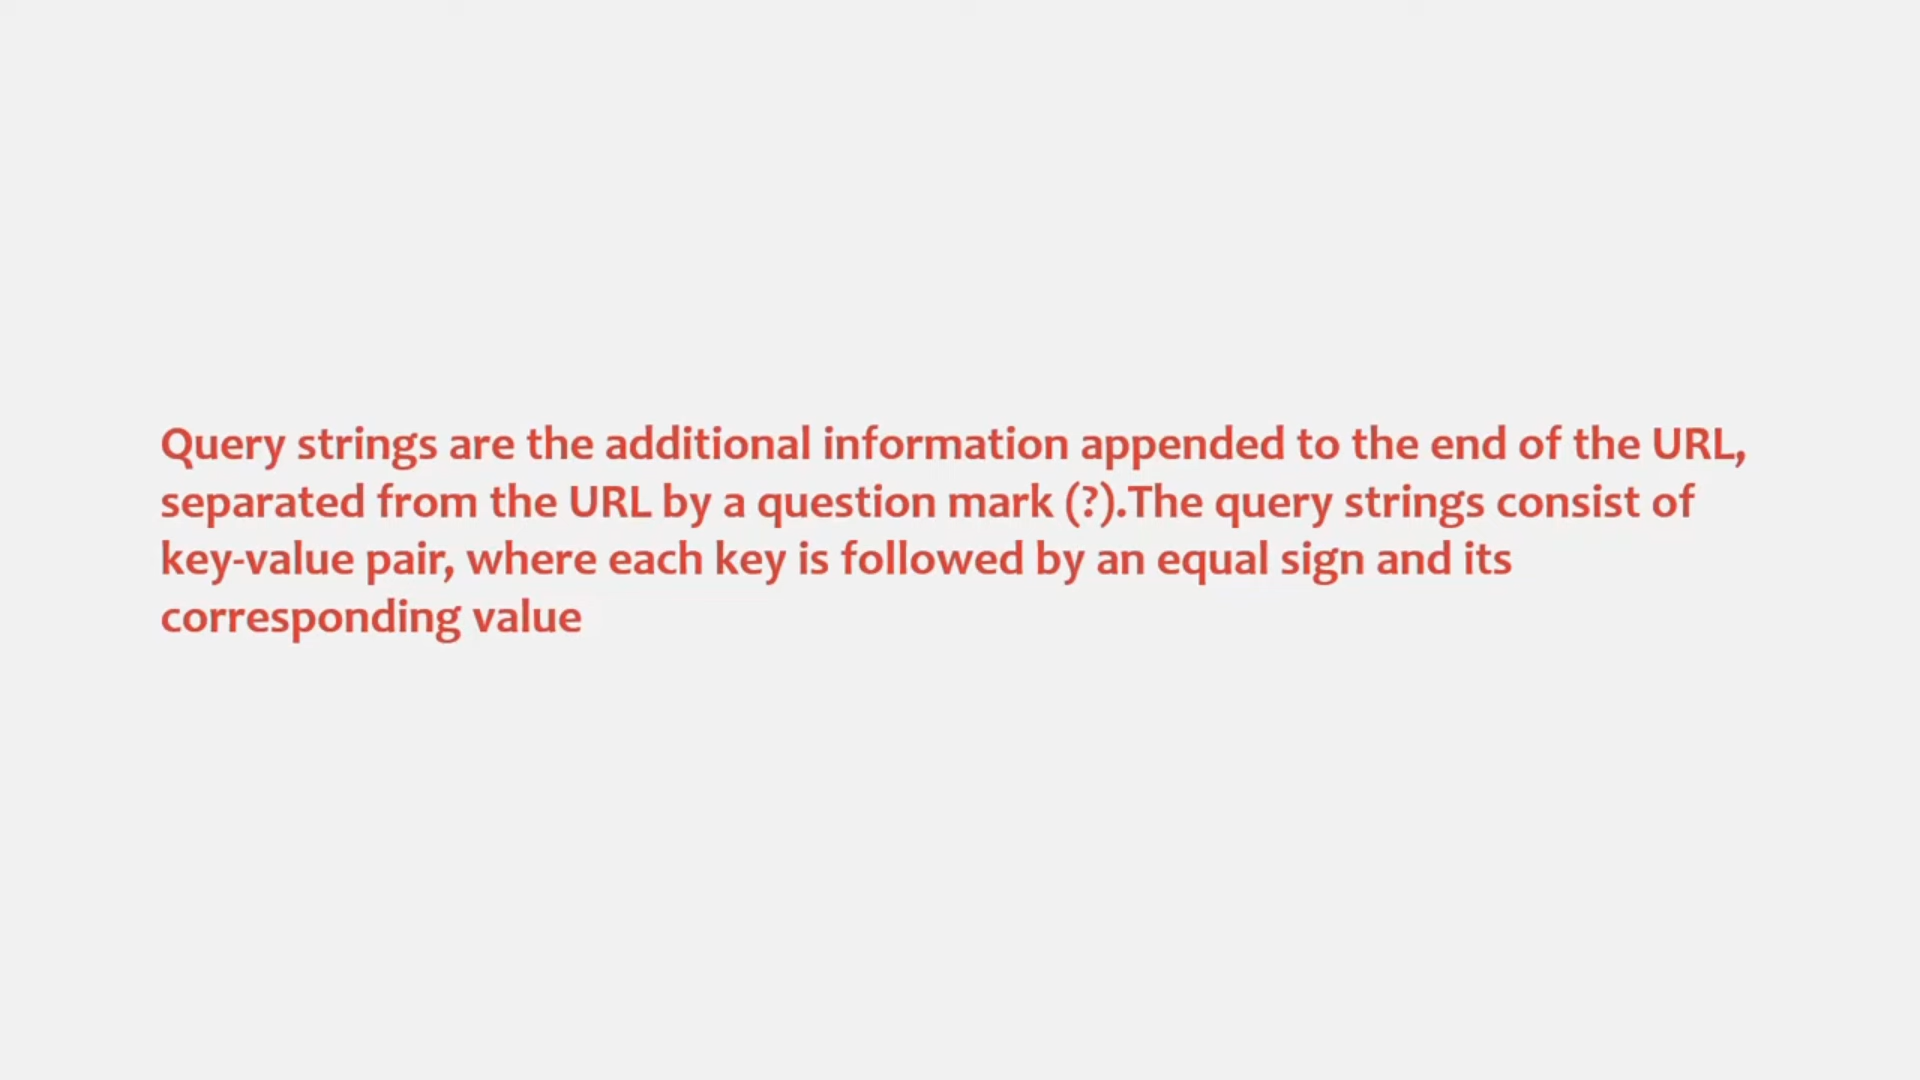 Query strings are the additional information appended to the end of the URL,
separated from the URL by a question mark (?).The query strings consist of
key-value pair, where each key is followed by an equal sign and its
corresponding value